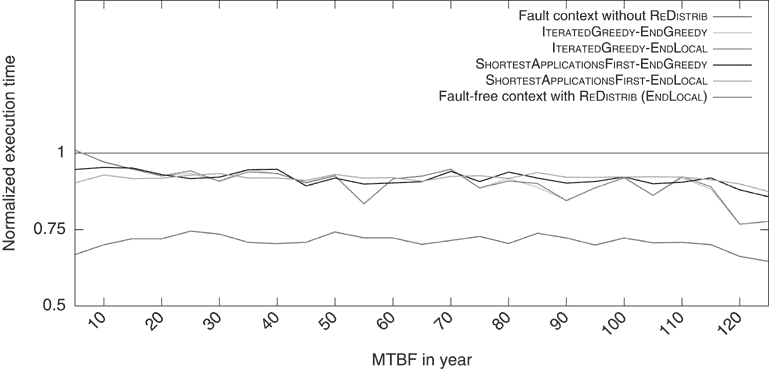 Fault context without REDISTRIB
ITERATEDGREEDY-ENDGREEDY
ITERATEDGREEDY-ENDLOCAL
SHORTESTAPPLICATIONSFIRST-ENDGREEDY
SHORTESTAPPLICATIONSFIRST-ENDLOCAL
Fault-free context with REDISTRIB (ENDLOCAL)
Normalized execution time
1
0.75
0.5
10 20 30 40 50 60 70 80 90 100 110 120
MTBF in year